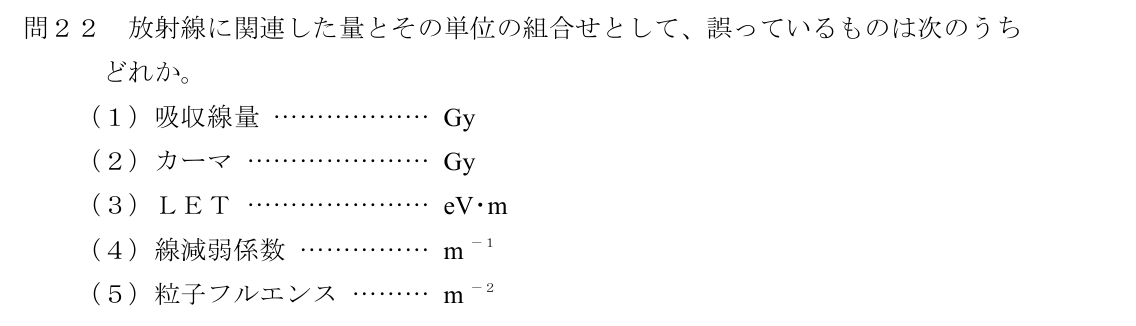 問２２　放射線に関連した量とその単位の組合せとして、誤っているものは次のうち
どれか。
（１）吸収線量 ……………… Gy
（２）カーマ ………………… Gy
（３）ＬＥＴ ………………… eV・m
（４）線減弱係数 …………… m⁻¹
（５）粒子フルエンス ……… m⁻²